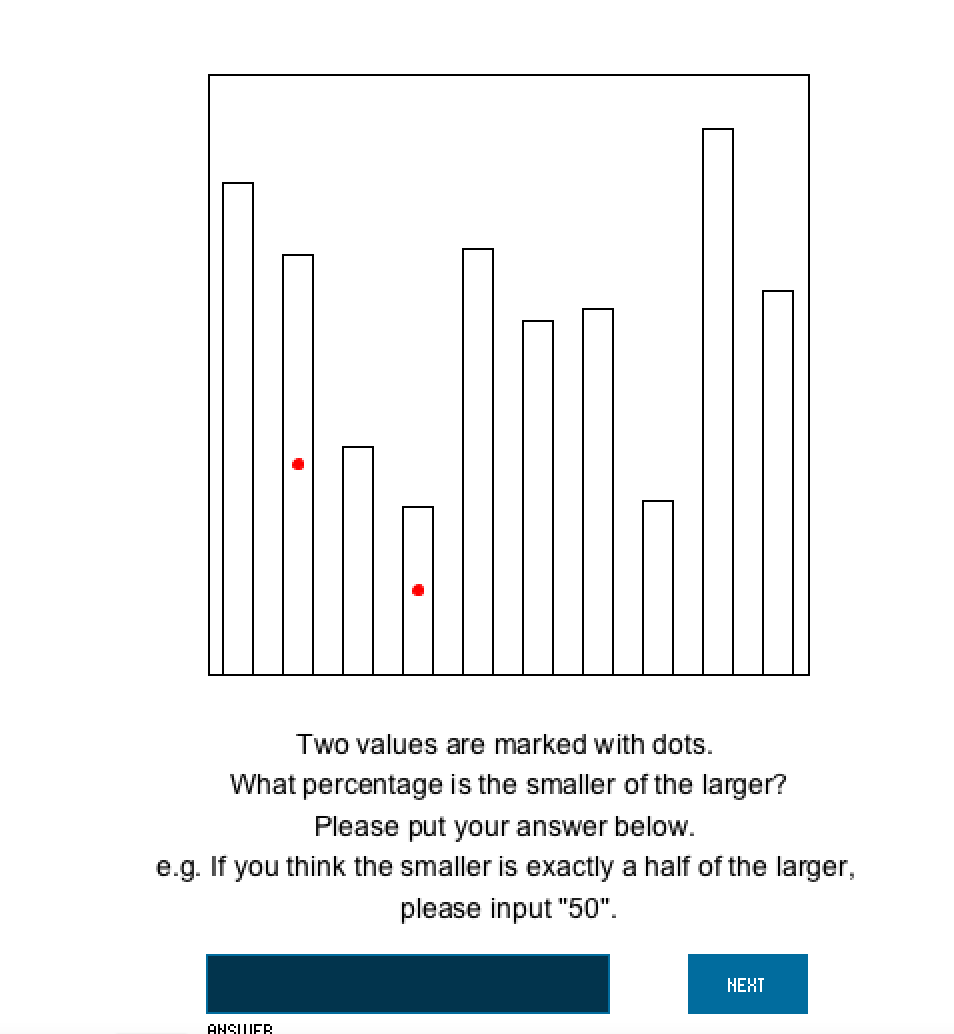 Two values are marked with dots.
What percentage is the smaller of the larger?
Please put your answer below.
e.g. If you think the smaller is exactly a half of the larger,
please input "50".
NEXT
ANSWER